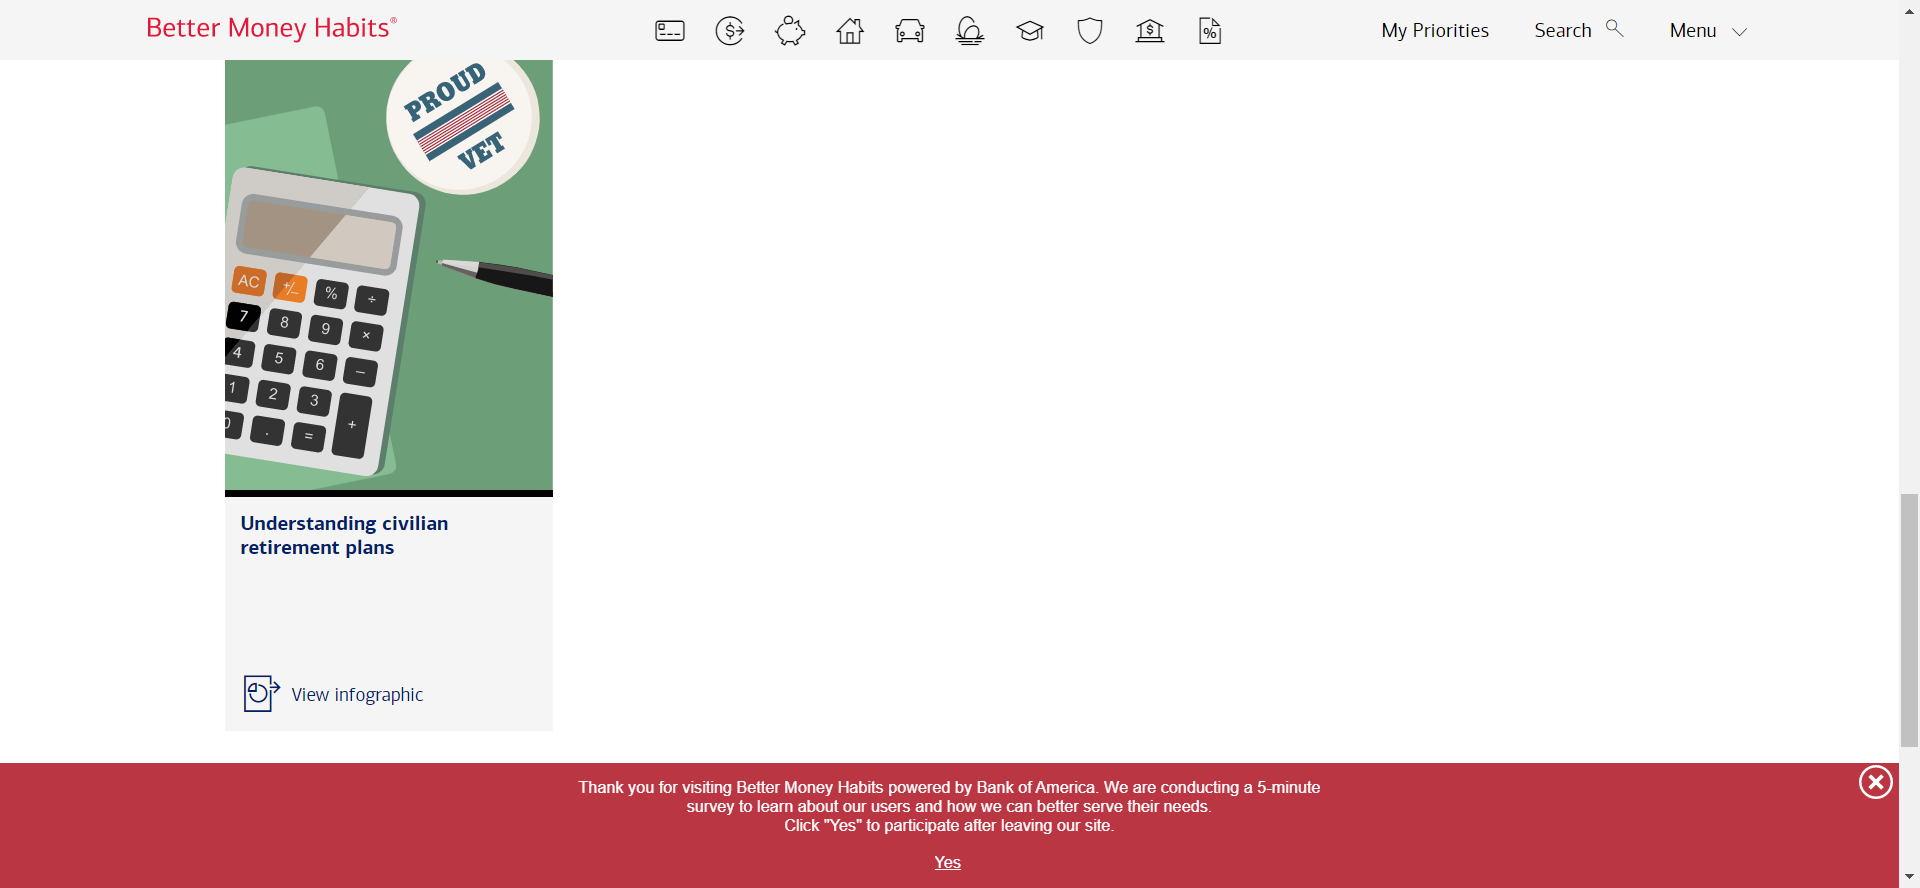 Better Money Habits®
My Priorities
Search
Menu
PROUD
VET
AC +/_ % ÷
7 8 9 ×
4 5 6 –
1 2 3
0 . = +
Understanding civilian
retirement plans
View infographic
Thank you for visiting Better Money Habits powered by Bank of America. We are conducting a 5-minute
survey to learn about our users and how we can better serve their needs.
Click "Yes" to participate after leaving our site.
Yes